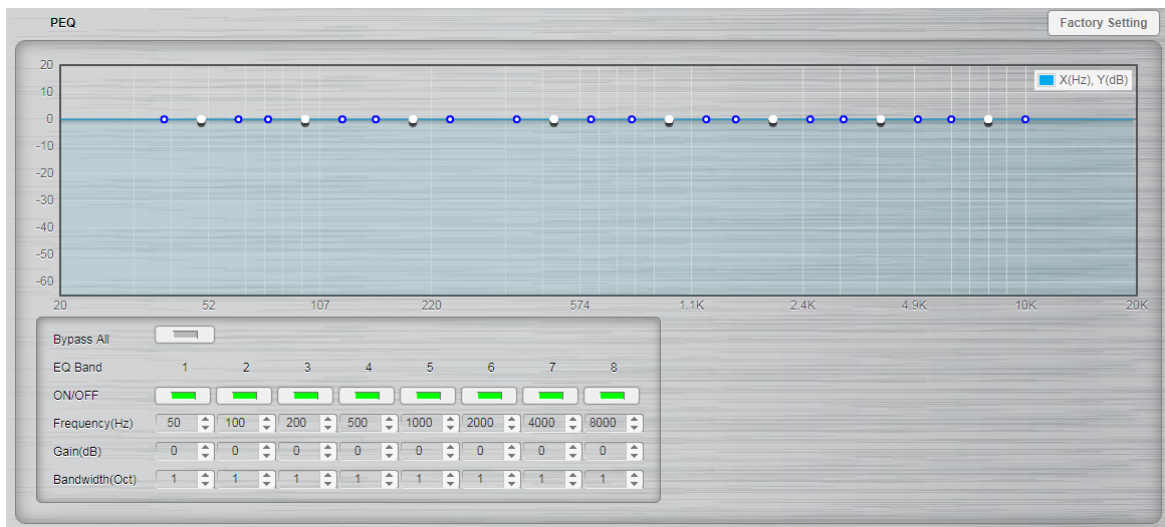 PEQ Factory Setting
20
X(Hz), Y(dB)
10
0
-10
-20
-30
-40
-50
-60
20 52 107 220 574 1.1K 2.4K 4.9K 10K 20K
Bypass All
EQ Band 1 2 3 4 5 6 7 8
ON/OFF
Frequency(Hz) 50 100 200 500 1000 2000 4000 8000
Gain(dB) 0 0 0 0 0 0 0 0
Bandwidth(Oct) 1 1 1 1 1 1 1 1